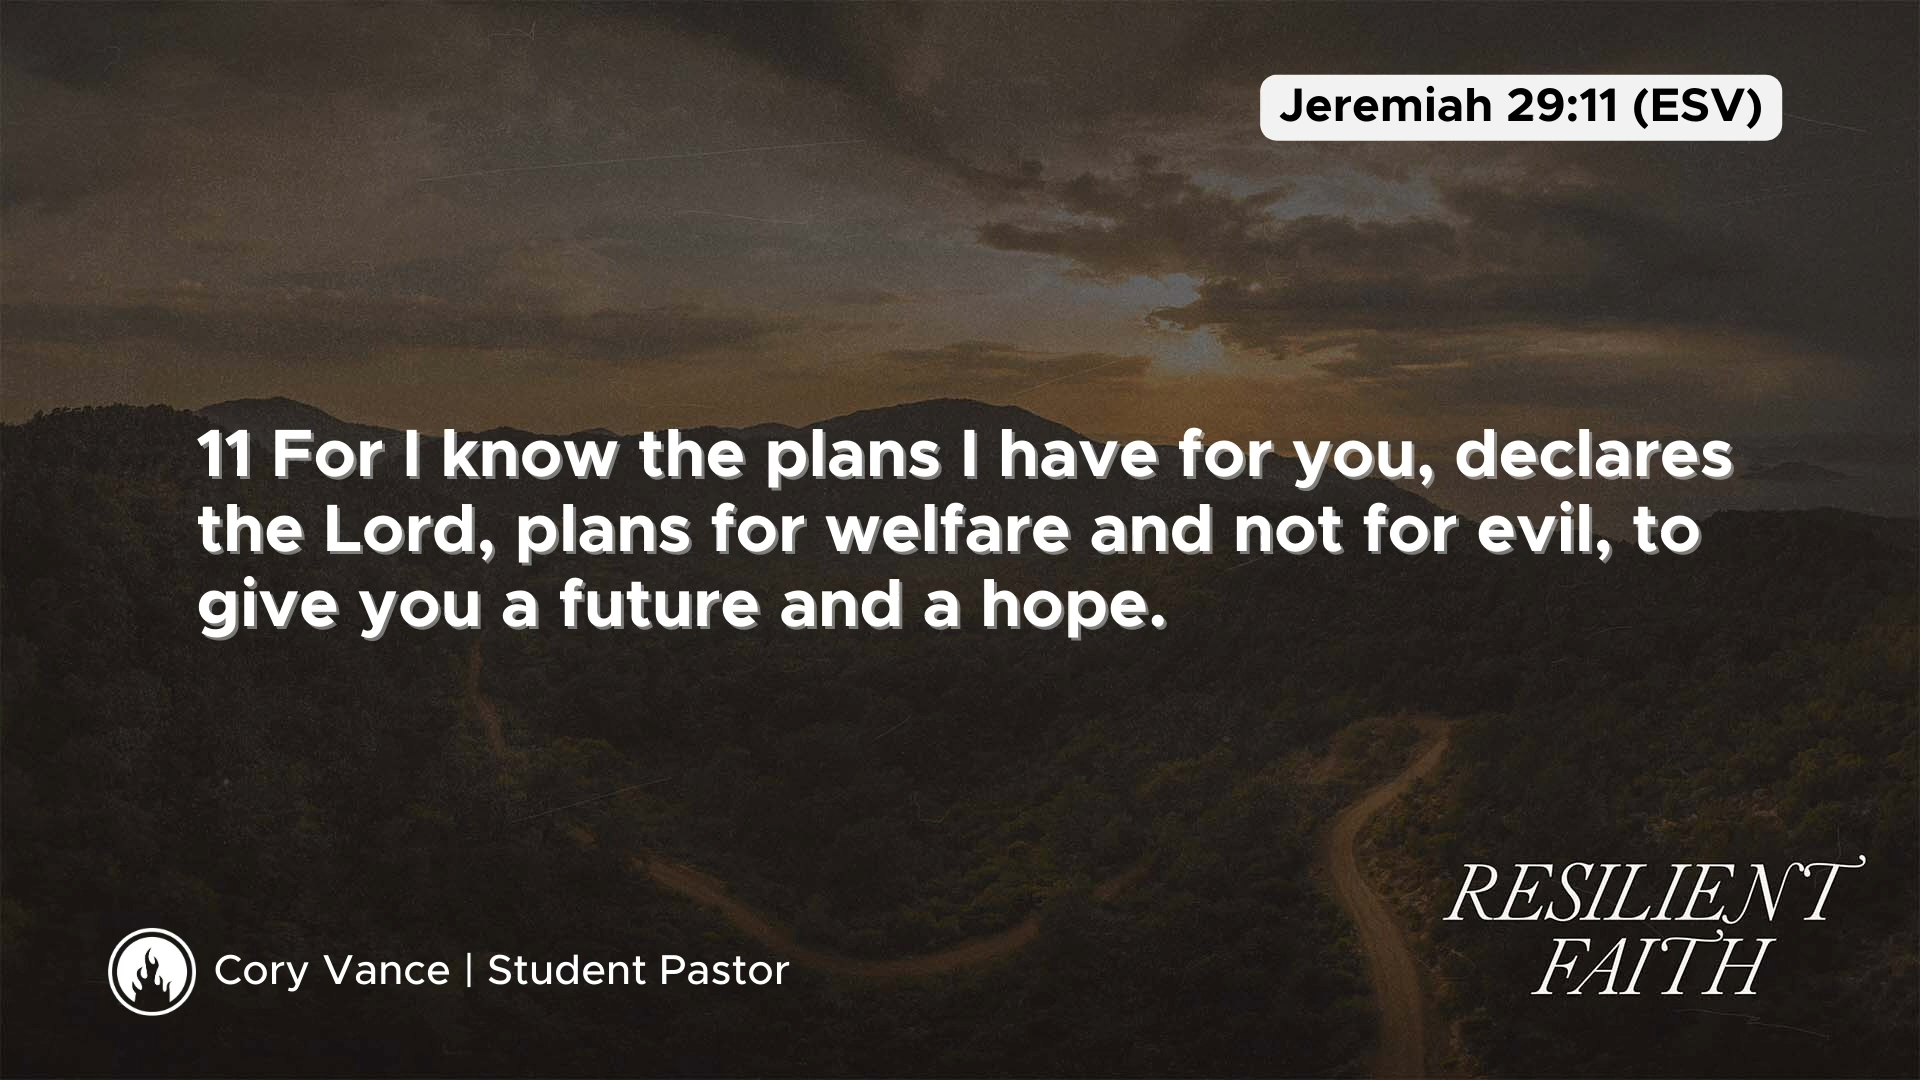 Jeremiah 29:11 (ESV)
11 For I know the plans I have for you, declares
the Lord, plans for welfare and not for evil, to
give you a future and a hope.
RESILIENT
FAITH
Cory Vance | Student Pastor